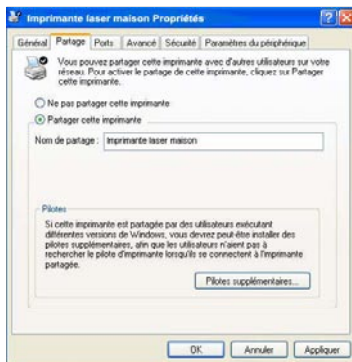 Imprimante laser maison Propriétés
Général Partage Ports Avancé Sécurité Paramètres du périphérique
Vous pouvez partager cette imprimante avec d'autres utilisateurs sur votre
réseau. Pour activer le partage de cette imprimante, cliquez sur Partager
cette imprimante.
Ne pas partager cette imprimante
Partager cette imprimante
Nom de partage : Imprimante laser maison
Pilotes
Si cette imprimante est partagée par des utilisateurs exécutant
différentes versions de Windows, vous devrez peut-être installer des
pilotes supplémentaires, afin que les utilisateurs n'aient pas à
rechercher le pilote d'imprimante lorsqu'ils se connectent à l'imprimante
partagée.
Pilotes supplémentaires...
OK Annuler Appliquer